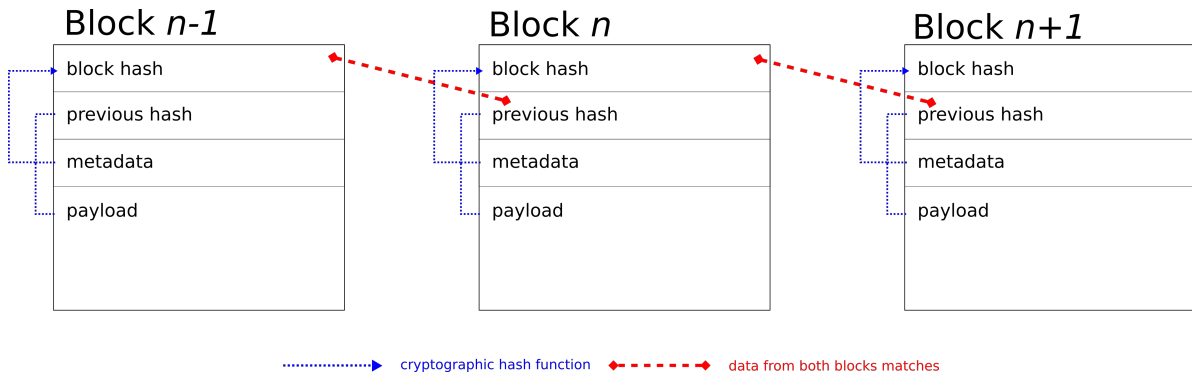 Block n-1
block hash
previous hash
metadata
payload
Block n
block hash
previous hash
metadata
payload
Block n+1
block hash
previous hash
metadata
payload
cryptographic hash function
data from both blocks matches